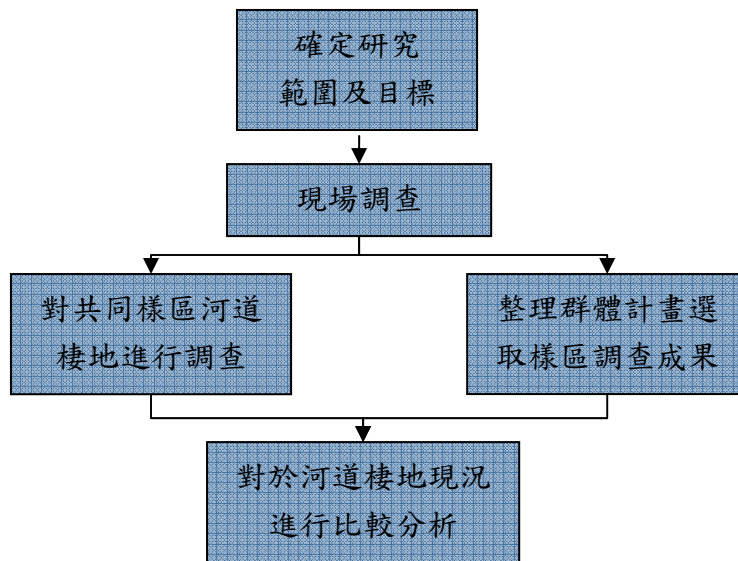 確定研究
範圍及目標
現場調查
對共同樣區河道
棲地進行調查
整理群體計畫選
取樣區調查成果
對於河道棲地現況
進行比較分析